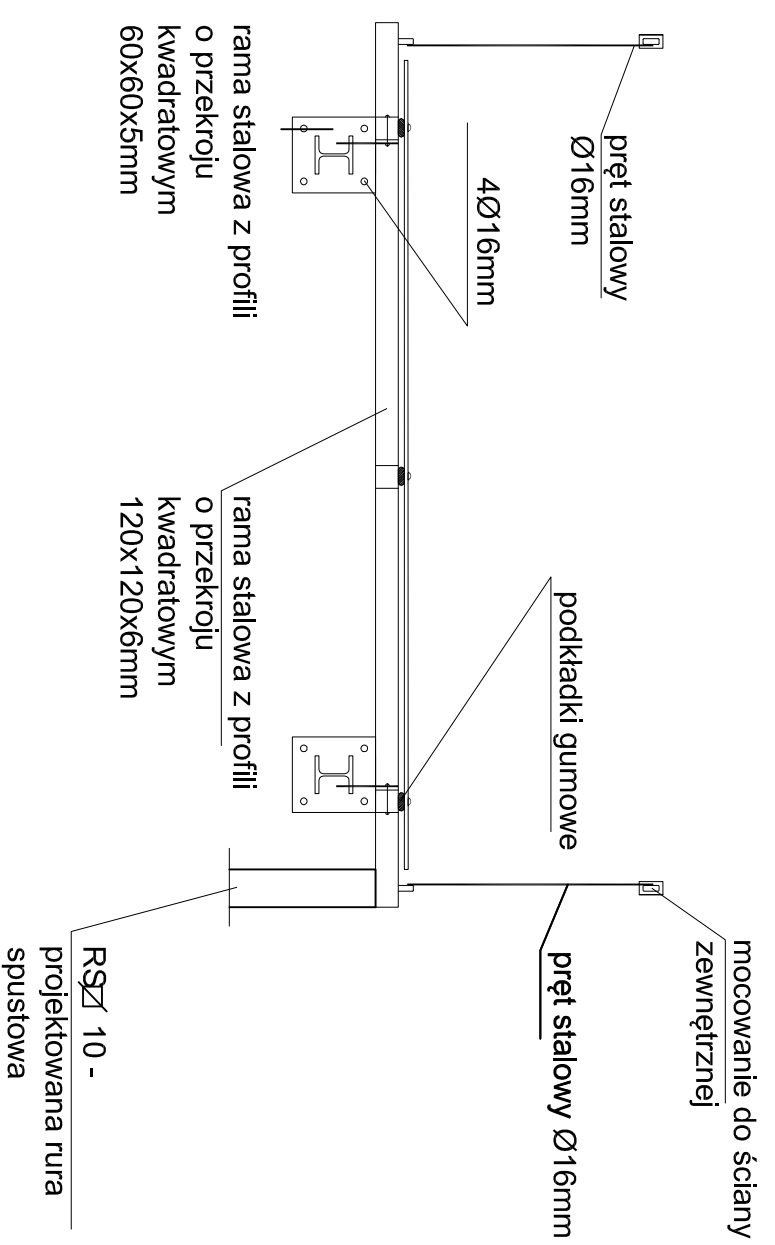 mocowanie do ściany
zewnętrznej
pręt stalowy
Ø16mm
pręt stalowy Ø16mm
podkładki gumowe
4Ø16mm
rama stalowa z profili
o przekroju
kwadratowym
60x60x5mm
rama stalowa z profili
o przekroju
kwadratowym
120x120x6mm
RS 10 -
projektowana rura
spustowa